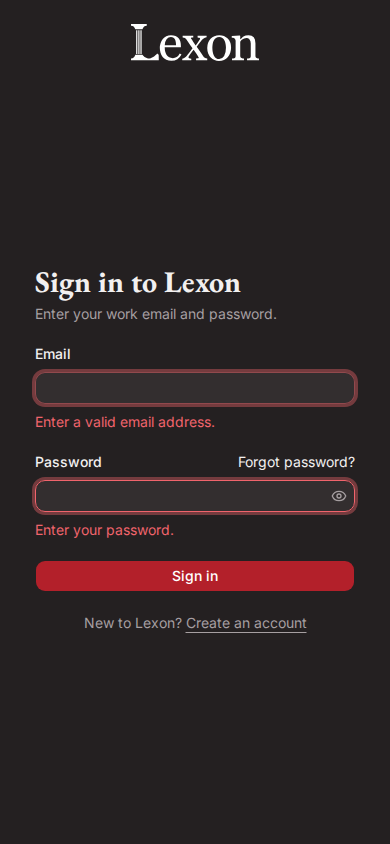 Lexon
Sign in to Lexon
Enter your work email and password.
Email
Enter a valid email address.
Password Forgot password?
Enter your password.
Sign in
New to Lexon? Create an account